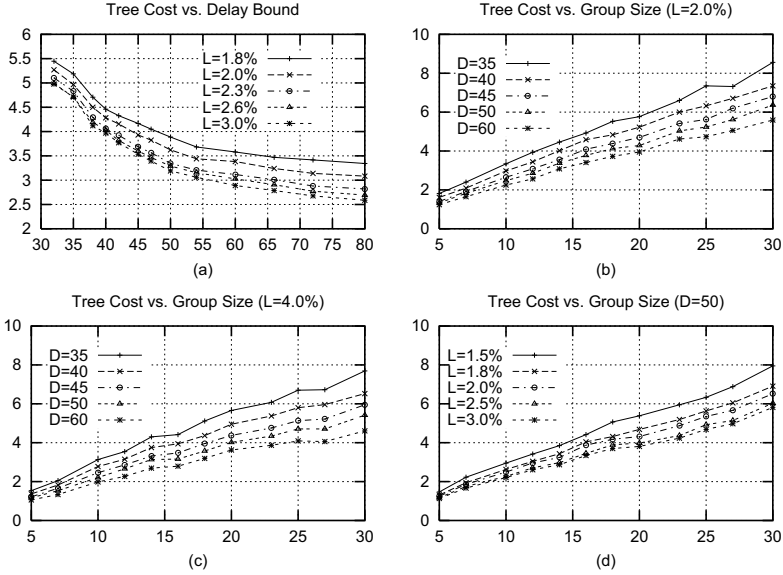 Tree Cost vs. Delay Bound
6
5.5
5
4.5
4
3.5
3
2.5
2
L=1.8%
L=2.0%
L=2.3%
L=2.6%
L=3.0%
30 35 40 45 50 55 60 65 70 75 80
(a)
Tree Cost vs. Group Size (L=2.0%)
10
8
6
4
2
0
D=35
D=40
D=45
D=50
D=60
5 10 15 20 25 30
(b)
Tree Cost vs. Group Size (L=4.0%)
10
8
6
4
2
0
D=35
D=40
D=45
D=50
D=60
5 10 15 20 25 30
(c)
Tree Cost vs. Group Size (D=50)
10
8
6
4
2
0
L=1.5%
L=1.8%
L=2.0%
L=2.5%
L=3.0%
5 10 15 20 25 30
(d)